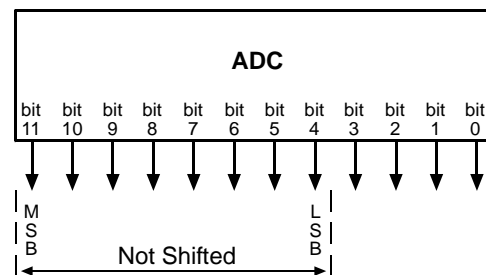 ADC
bit bit bit bit bit bit bit bit bit bit bit bit
11 10 9 8 7 6 5 4 3 2 1 0
MSB LSB
Not Shifted